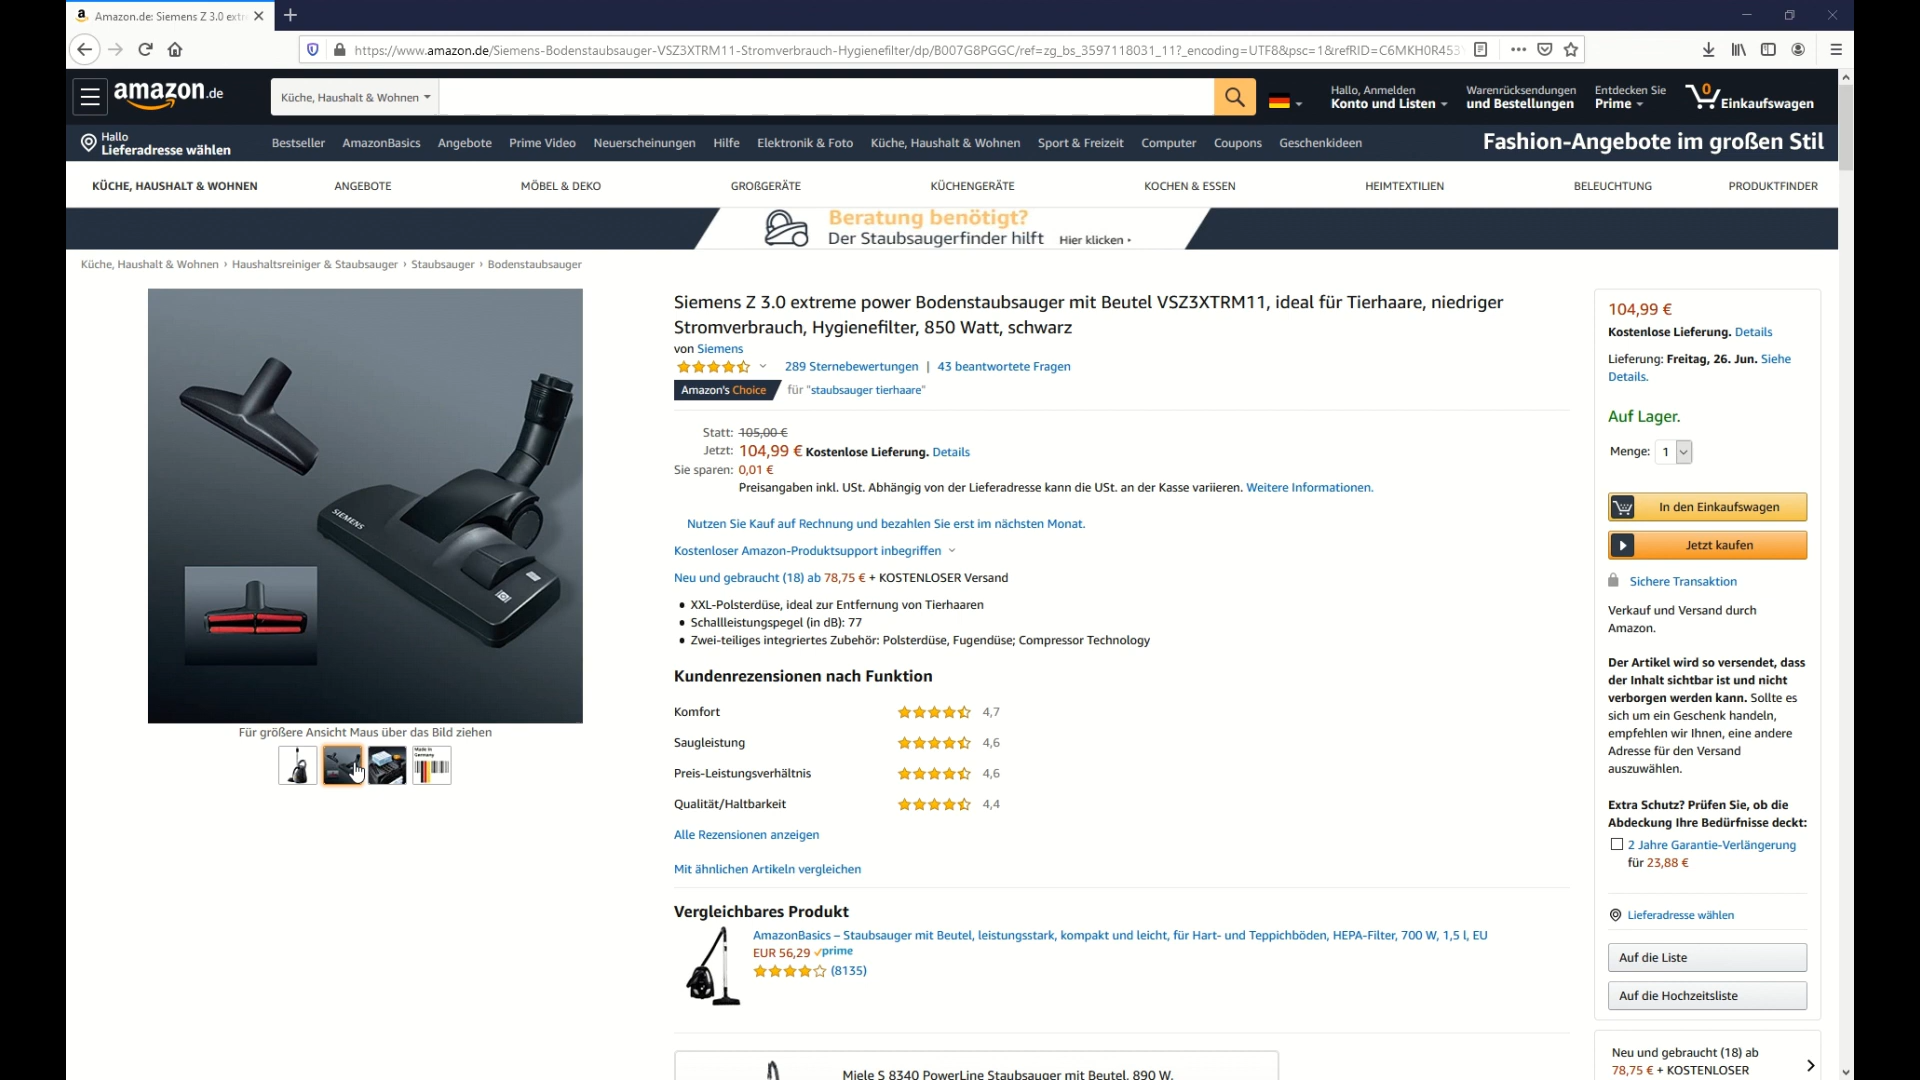 Amazon.de: Siemens Z 3.0 extre
https://www.amazon.de/Siemens-Bodenstaubsauger-VSZ3XTRM11-Stromverbrauch-Hygienefilter/dp/B007G8PGGC/ref=zg_bs_3597118031_11?_encoding=UTF8&psc=1&refRID=C6MKH0R453
amazon.de
Küche, Haushalt & Wohnen
Hallo, Anmelden
Konto und Listen
Warenrücksendungen
und Bestellungen
Entdecken Sie
Prime
0
Einkaufswagen
Hallo
Lieferadresse wählen
Bestseller AmazonBasics Angebote Prime Video Neuerscheinungen Hilfe Elektronik & Foto Küche, Haushalt & Wohnen Sport & Freizeit Computer Coupons Geschenkideen
Fashion-Angebote im großen Stil
KÜCHE, HAUSHALT & WOHNEN ANGEBOTE MÖBEL & DEKO GROßGERÄTE KÜCHENGERÄTE KOCHEN & ESSEN HEIMTEXTILIEN BELEUCHTUNG PRODUKTFINDER
Beratung benötigt?
Der Staubsaugerfinder hilft Hier klicken
Küche, Haushalt & Wohnen › Haushaltsreiniger & Staubsauger › Staubsauger › Bodenstaubsauger
SIEMENS
Für größere Ansicht Maus über das Bild ziehen
Made in
Germany
Siemens Z 3.0 extreme power Bodenstaubsauger mit Beutel VSZ3XTRM11, ideal für Tierhaare, niedriger
Stromverbrauch, Hygienefilter, 850 Watt, schwarz
von Siemens
289 Sternebewertungen | 43 beantwortete Fragen
Amazon's Choice für "staubsauger tierhaare"
Statt: 105,00 €
Jetzt: 104,99 € Kostenlose Lieferung. Details
Sie sparen: 0,01 €
Preisangaben inkl. USt. Abhängig von der Lieferadresse kann die USt. an der Kasse variieren. Weitere Informationen.
Nutzen Sie Kauf auf Rechnung und bezahlen Sie erst im nächsten Monat.
Kostenloser Amazon-Produktsupport inbegriffen
Neu und gebraucht (18) ab 78,75 € + KOSTENLOSER Versand
• XXL-Polsterdüse, ideal zur Entfernung von Tierhaaren
• Schallleistungspegel (in dB): 77
• Zwei-teiliges integriertes Zubehör: Polsterdüse, Fugendüse; Compressor Technology
Kundenrezensionen nach Funktion
Komfort 4,7
Saugleistung 4,6
Preis-Leistungsverhältnis 4,6
Qualität/Haltbarkeit 4,4
Alle Rezensionen anzeigen
Mit ähnlichen Artikeln vergleichen
Vergleichbares Produkt
AmazonBasics – Staubsauger mit Beutel, leistungsstark, kompakt und leicht, für Hart- und Teppichböden, HEPA-Filter, 700 W, 1,5 l, EU
EUR 56,29 prime
(8135)
Miele S 8340 PowerLine Staubsauger mit Beutel, 890 W,
104,99 €
Kostenlose Lieferung. Details
Lieferung: Freitag, 26. Jun. Siehe
Details.
Auf Lager.
Menge: 1
In den Einkaufswagen
Jetzt kaufen
Sichere Transaktion
Verkauf und Versand durch
Amazon.
Der Artikel wird so versendet, dass
der Inhalt sichtbar ist und nicht
verborgen werden kann. Sollte es
sich um ein Geschenk handeln,
empfehlen wir Ihnen, eine andere
Adresse für den Versand
auszuwählen.
Extra Schutz? Prüfen Sie, ob die
Abdeckung Ihre Bedürfnisse deckt:
2 Jahre Garantie-Verlängerung
für 23,88 €
Lieferadresse wählen
Auf die Liste
Auf die Hochzeitsliste
Neu und gebraucht (18) ab
78,75 € + KOSTENLOSER